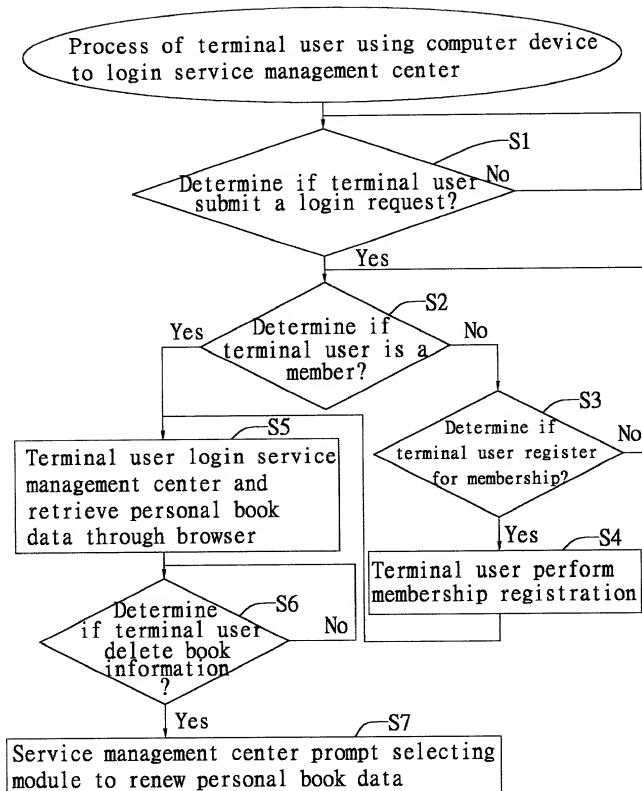 Process of terminal user using computer device
to login service management center
S1
Determine if terminal user
submit a login request?
No
Yes
S2
Determine if
terminal user is a
member?
Yes
No
S3
Determine if
terminal user register
for membership?
No
Yes
S4
Terminal user perform
membership registration
S5
Terminal user login service
management center and
retrieve personal book
data through browser
S6
Determine
if terminal user
delete book
information
?
No
Yes
S7
Service management center prompt selecting
module to renew personal book data